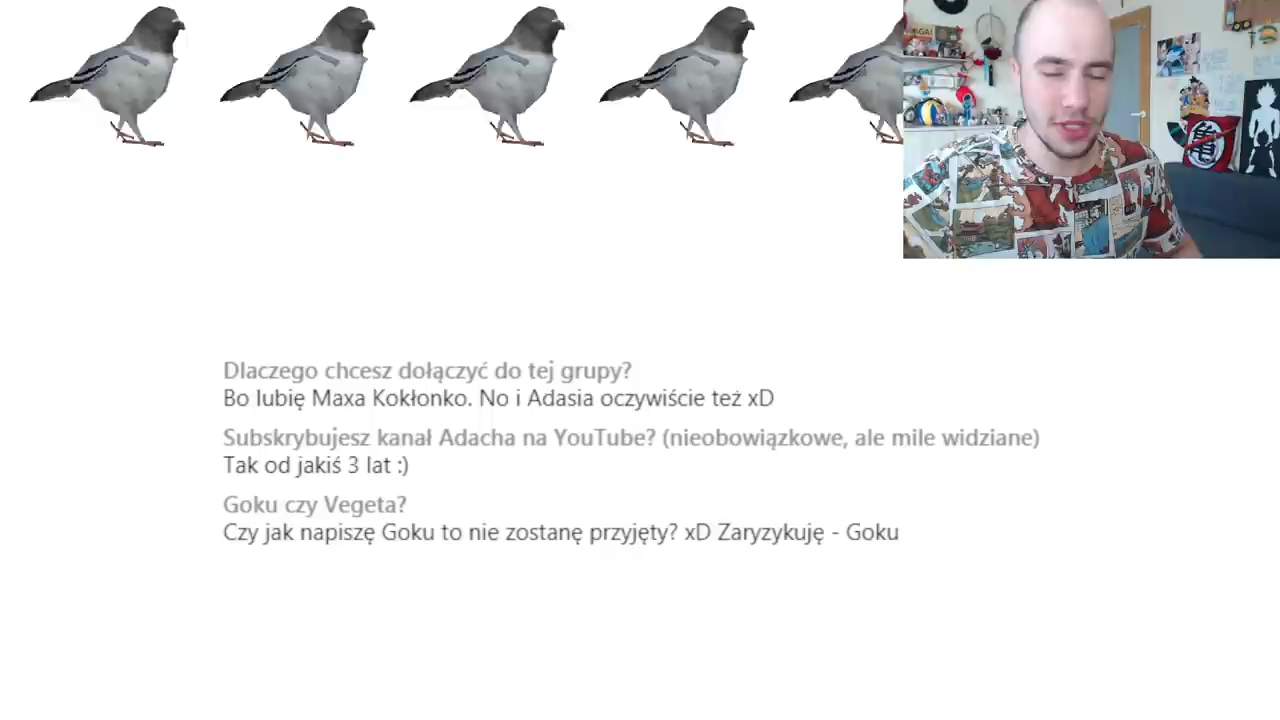 Dlaczego chcesz dołączyć do tej grupy?
Bo lubię Maxa Kokłonko. No i Adasia oczywiście też xD
Subskrybujesz kanał Adacha na YouTube? (nieobowiązkowe, ale mile widziane)
Tak od jakiś 3 lat :)
Goku czy Vegeta?
Czy jak napiszę Goku to nie zostanę przyjęty? xD Zaryzykuję - Goku
亀